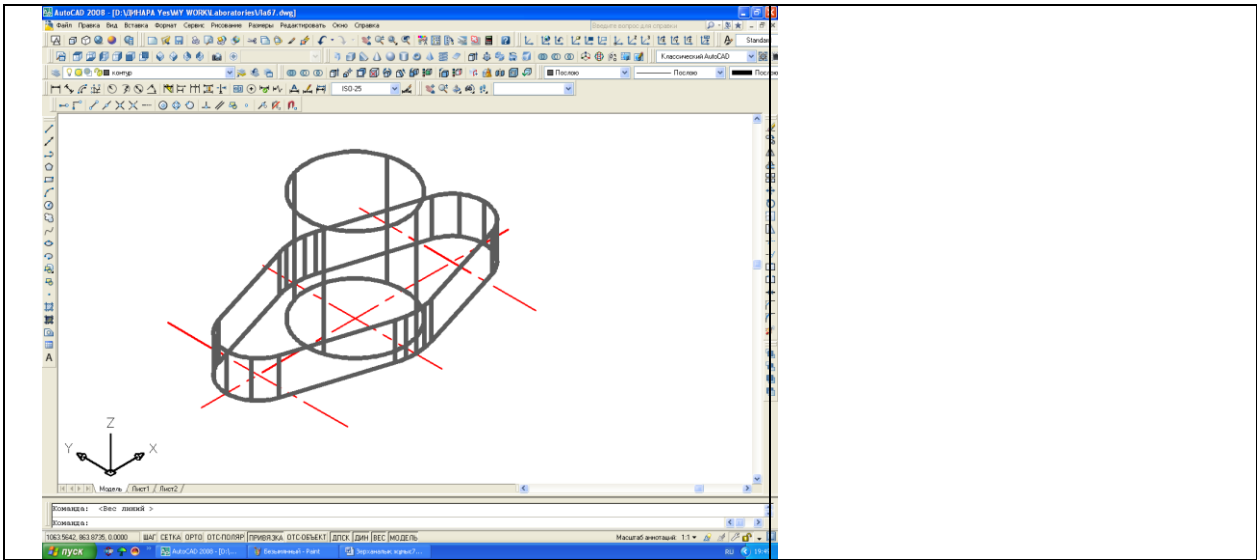 AutoCAD 2008 - [D:\ДИНАРА Yes\MY WORK\Laboratories\la67.dwg]
Файл Правка Вид Вставка Формат Сервис Рисование Размеры Редактировать Окно Справка
Введите вопрос для справки
Standard
Классический AutoCAD
контур
Послою
Послою
ISO-25
A
Z
Y
X
Модель / Лист1 / Лист2 /
Команда: <Вес линий >
Команда:
1063.5642, 863.8735, 0.0000 ШАГ СЕТКА ОРТО ОТС-ПОЛЯР ПРИВЯЗКА ОТС-ОБЪЕКТ ДПСК ДИН ВЕС МОДЕЛЬ
Масштаб аннотаций: 1:1
пуск
AutoCAD 2008 - [D:\...
Безымянный - Paint
RU